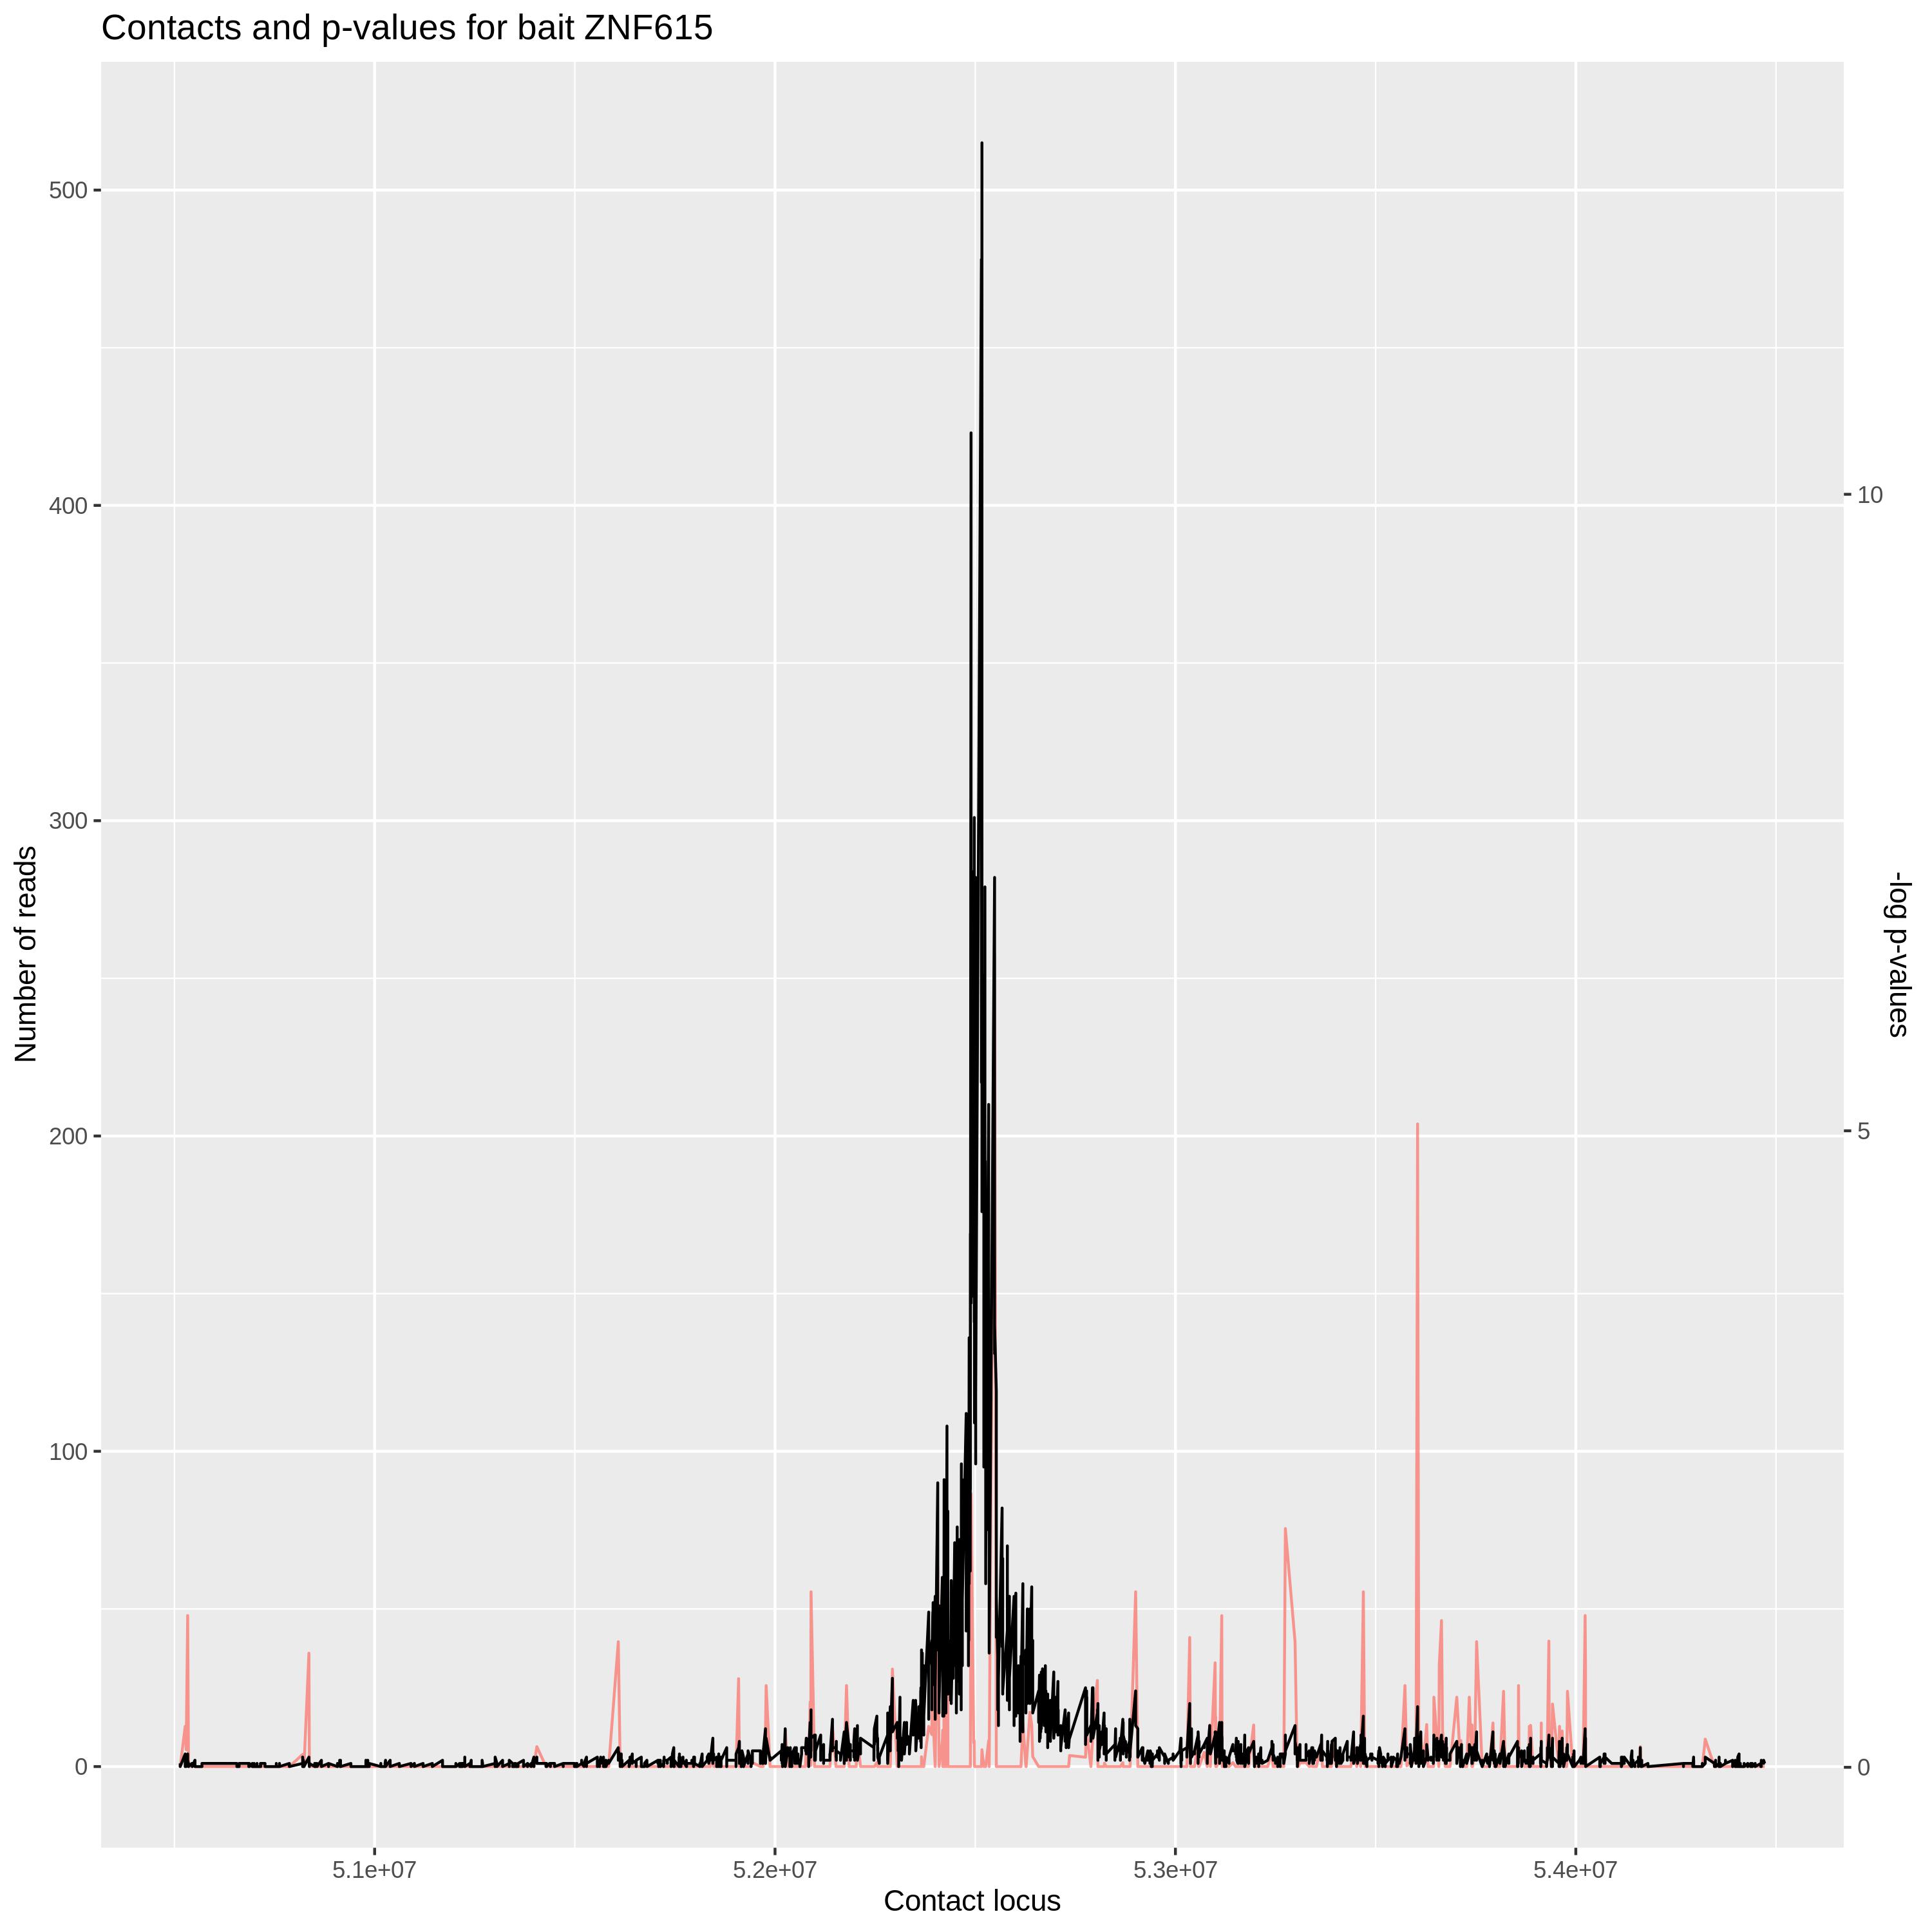 Contacts and p-values for bait ZNF615
Number of reads
500
400
300
200
100
0
10
5
0
-log p-values
5.1e+07
5.2e+07
5.3e+07
5.4e+07
Contact locus